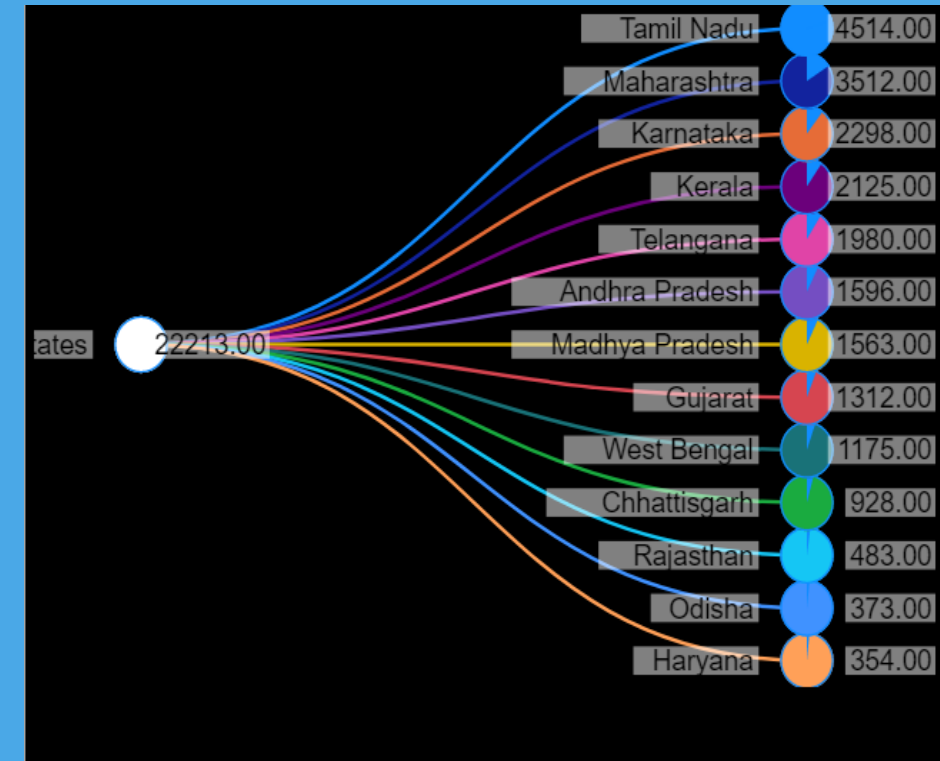 Tamil Nadu 4514.00
Maharashtra 3512.00
Karnataka 2298.00
Kerala 2125.00
Telangana 1980.00
Andhra Pradesh 1596.00
tates 22213.00
Madhya Pradesh 1563.00
Gujarat 1312.00
West Bengal 1175.00
Chhattisgarh 928.00
Rajasthan 483.00
Odisha 373.00
Haryana 354.00